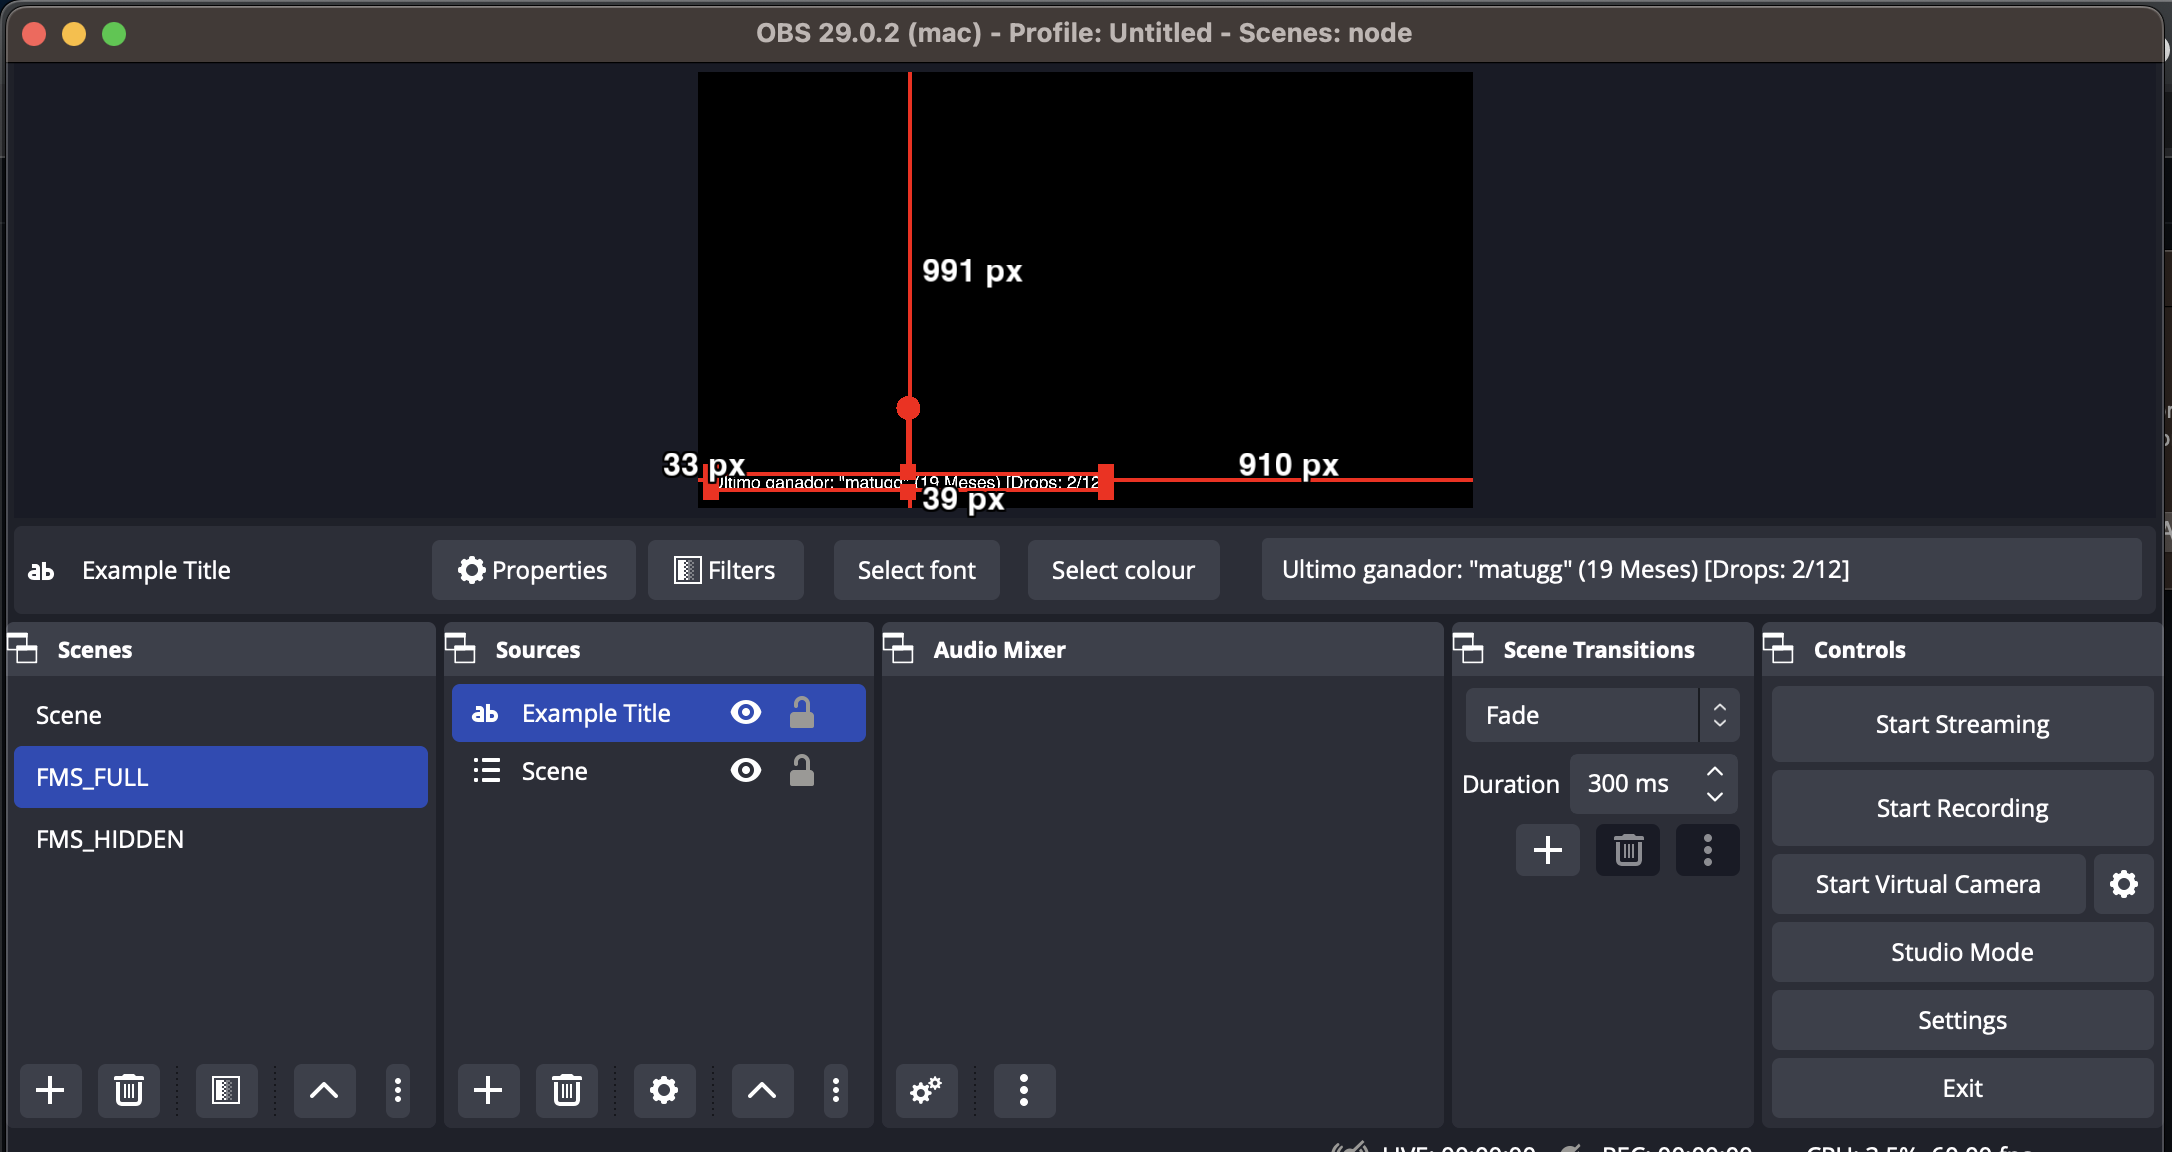 OBS 29.0.2 (mac) - Profile: Untitled - Scenes: node
991 px
33 px
910 px
Ultimo ganador: "matugg" (19 Meses) [Drops: 2/12
39 px
ab Example Title
Properties
Filters
Select font
Select colour
Ultimo ganador: "matugg" (19 Meses) [Drops: 2/12]
Scenes
Scene
FMS_FULL
FMS_HIDDEN
Sources
ab Example Title
Scene
Audio Mixer
Scene Transitions
Fade
Duration 300 ms
Controls
Start Streaming
Start Recording
Start Virtual Camera
Studio Mode
Settings
Exit
LIVE: 00:00:00
REC: 00:00:00